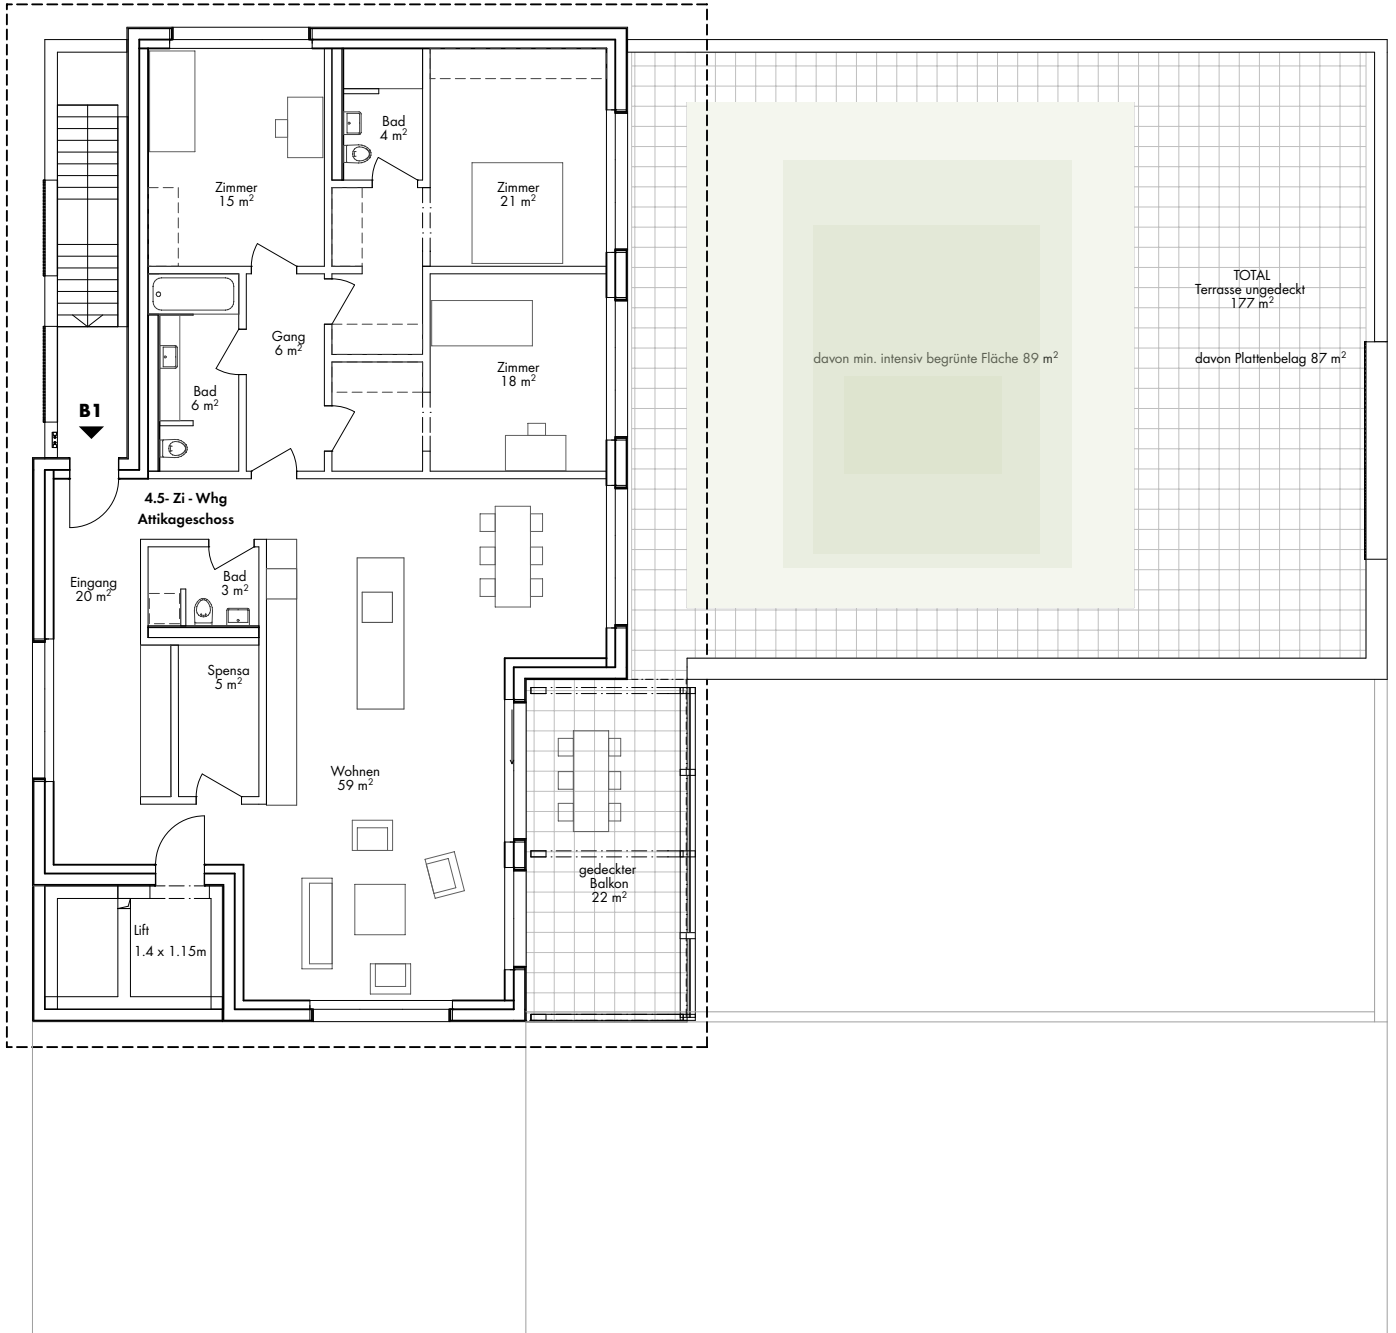 Bad
4 m²
Zimmer
15 m²
Zimmer
21 m²
TOTAL
Terrasse ungedeckt
177 m²
Gang
6 m²
davon min. intensiv begrünte Fläche 89 m²
davon Plattenbelag 87 m²
Zimmer
18 m²
Bad
6 m²
B1
4.5- Zi - Whg
Attikageschoss
Eingang
20 m²
Bad
3 m²
Spensa
5 m²
Wohnen
59 m²
gedeckter
Balkon
22 m²
Lift
1.4 x 1.15m